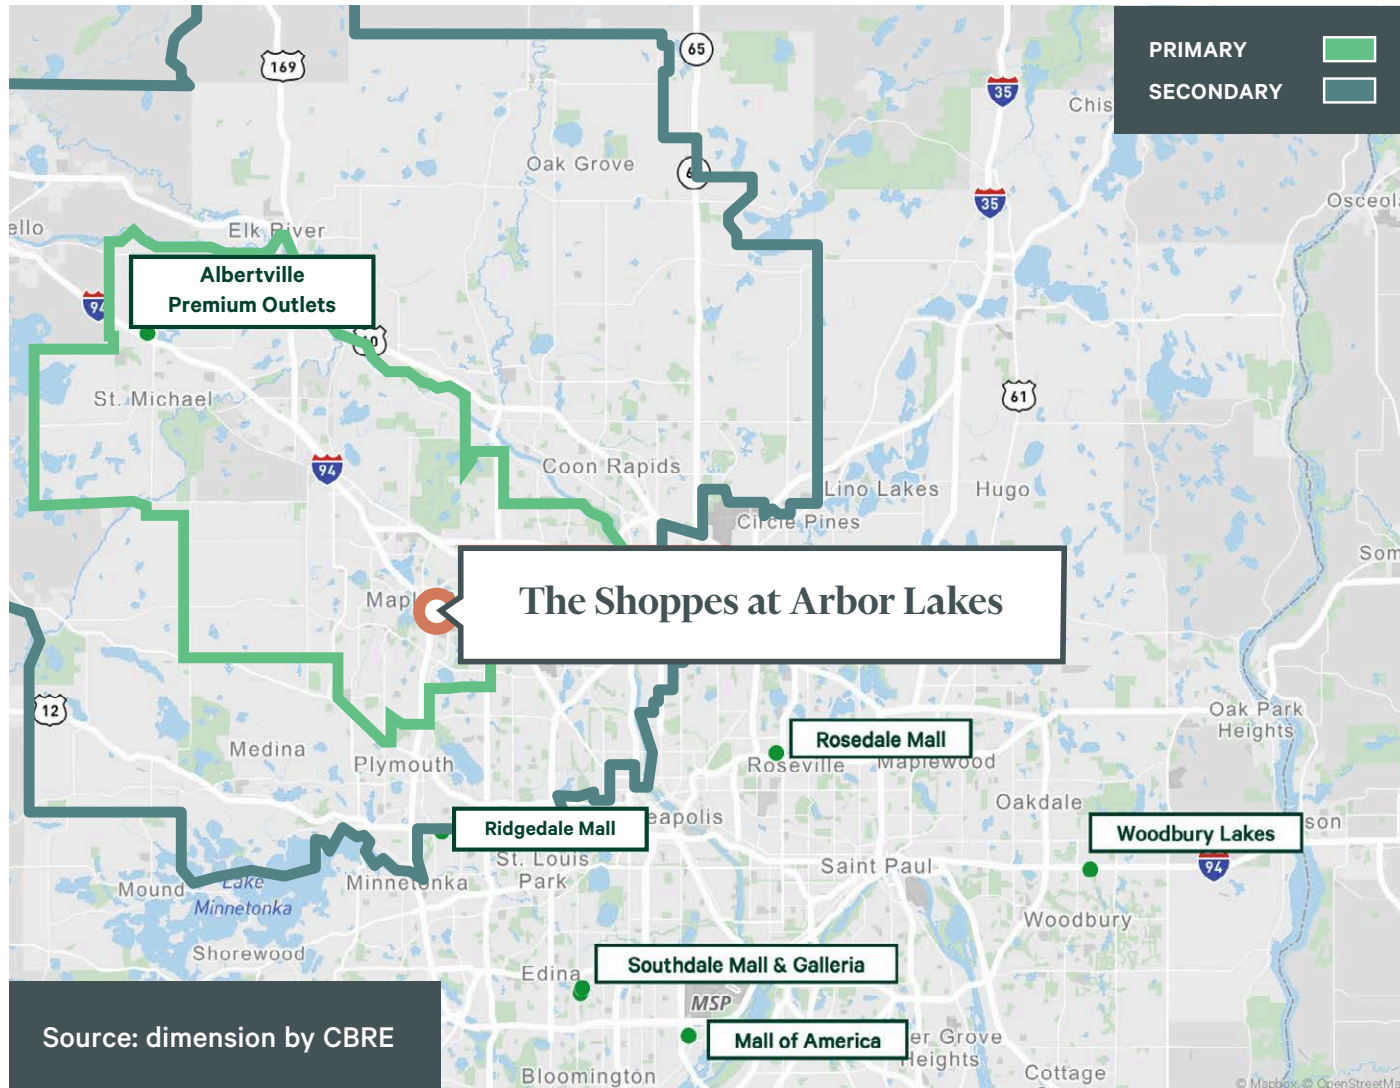 PRIMARY
SECONDARY
169
65
35
Chis
Oak Grove
35
Osceola
ello
Elk River
Albertville
Premium Outlets
94
10
St. Michael
61
94
Coon Rapids
Lino Lakes
Hugo
Circle Pines
Som
Mapl
The Shoppes at Arbor Lakes
12
Medina
Plymouth
Oak Park
Heights
Rosedale Mall
Roseville
Maplewood
Oakdale
Ridgedale Mall
eapolis
Woodbury Lakes
son
St. Louis
Park
Saint Paul
94
Mound
Lake
Minnetonka
Minnetonka
Woodbury
Shorewood
Edina
Southdale Mall & Galleria
MSP
Source: dimension by CBRE
Mall of America
er Grove
Heights
Bloomington
Cottage
© Mapbox © OpenStreetM